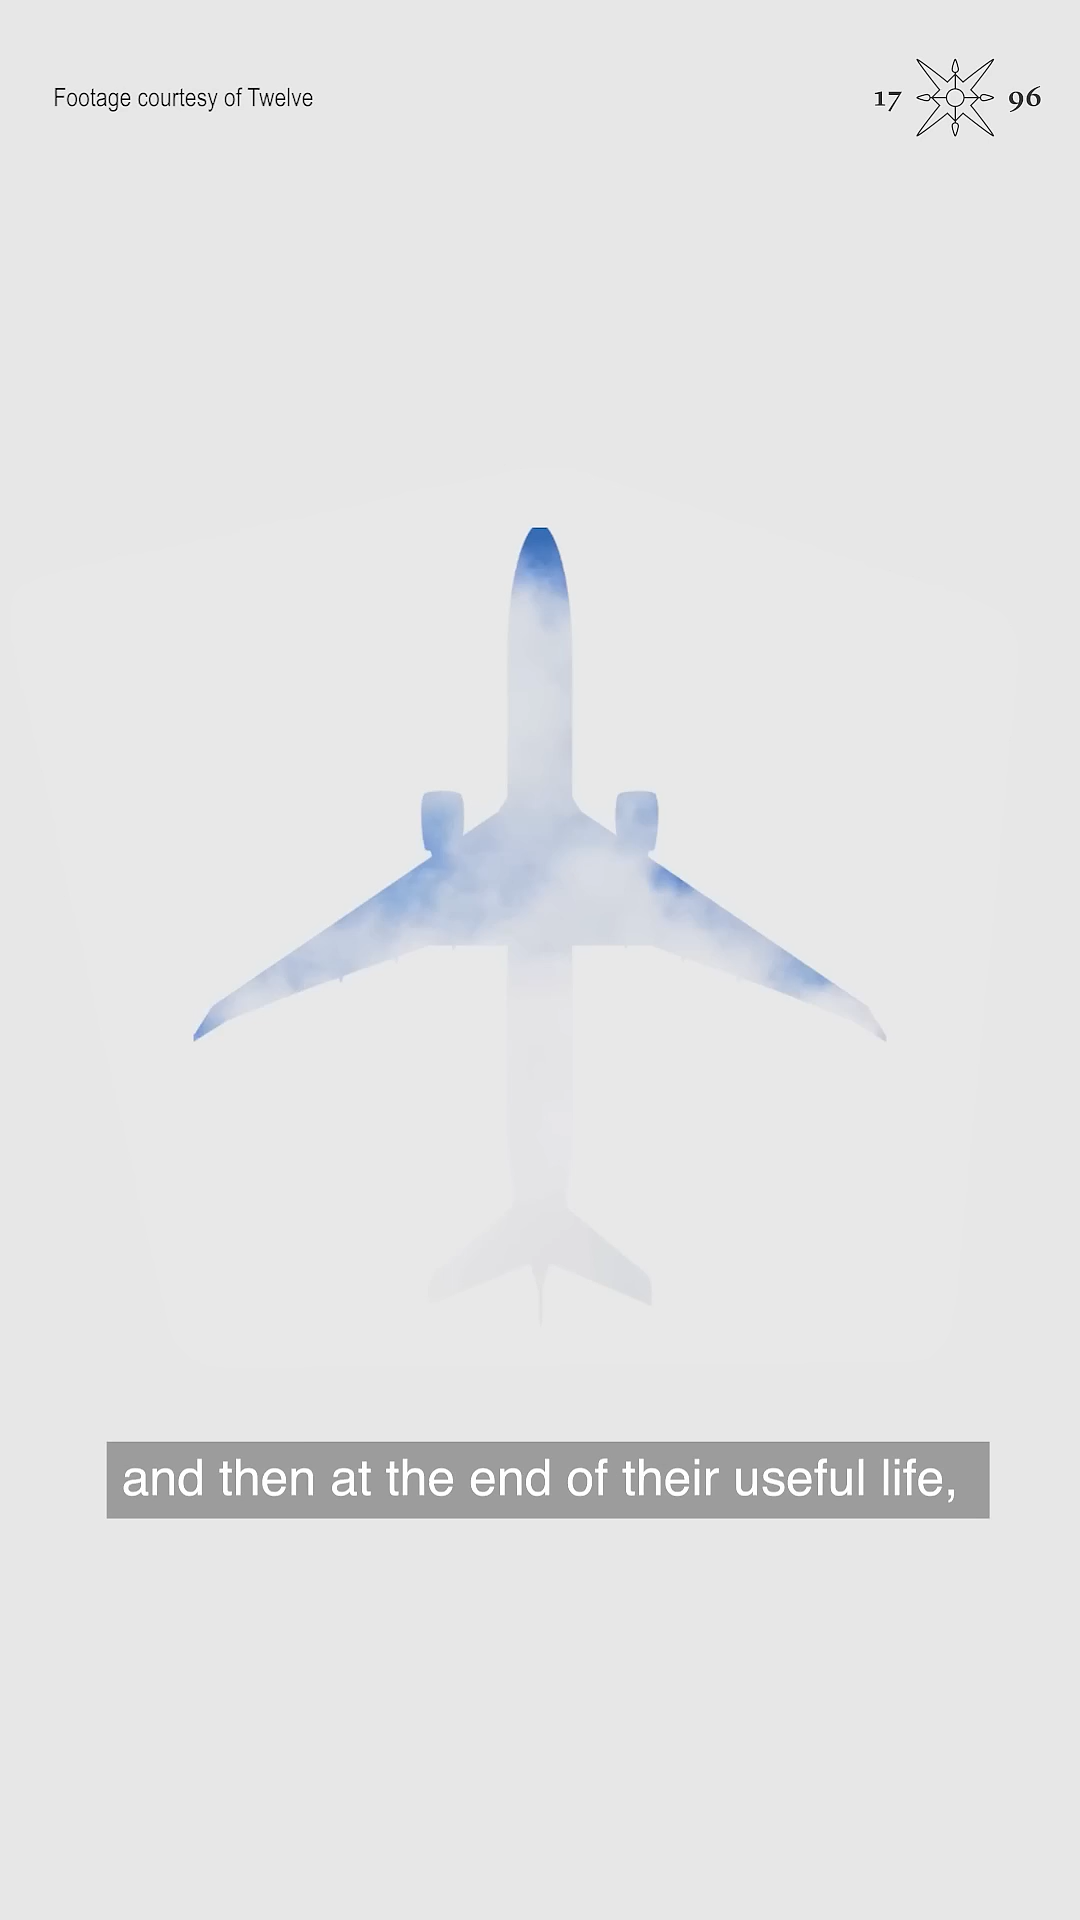 Footage courtesy of Twelve
17 96
and then at the end of their useful life,